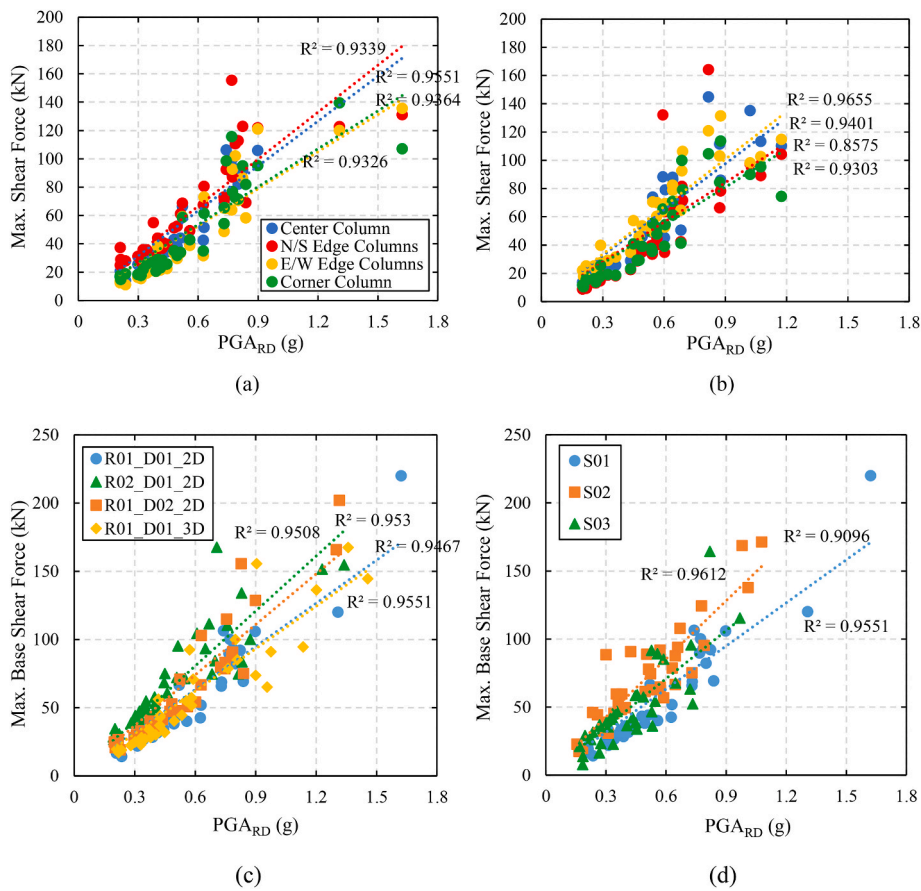 200
180
160
140
120
100
80
60
40
20
0
Max. Shear Force (kN)
R² = 0.9339
R² = 0.9551
R² = 0.9364
R² = 0.9326
Center Column
N/S Edge Columns
E/W Edge Columns
Corner Column
0 0.3 0.6 0.9 1.2 1.5 1.8
PGA_RD (g)
(a)
200
180
160
140
120
100
80
60
40
20
0
Max. Shear Force (kN)
R² = 0.9655
R² = 0.9401
R² = 0.8575
R² = 0.9303
0 0.3 0.6 0.9 1.2 1.5 1.8
PGA_RD (g)
(b)
250
200
150
100
50
0
Max. Base Shear Force (kN)
R01_D01_2D
R02_D01_2D
R01_D02_2D
R01_D01_3D
R² = 0.9508
R² = 0.953
R² = 0.9467
R² = 0.9551
0 0.3 0.6 0.9 1.2 1.5 1.8
PGA_RD (g)
(c)
250
200
150
100
50
0
Max. Base Shear Force (kN)
S01
S02
S03
R² = 0.9096
R² = 0.9612
R² = 0.9551
0 0.3 0.6 0.9 1.2 1.5 1.8
PGA_RD (g)
(d)